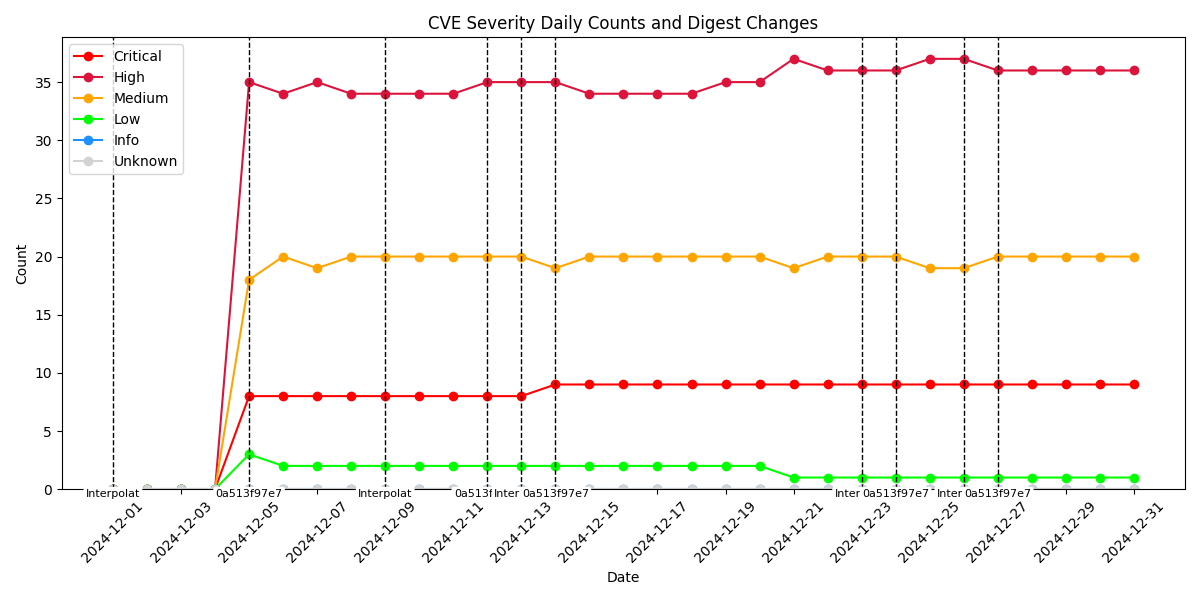 CVE Severity Daily Counts and Digest Changes
Critical
High
Medium
Low
Info
Unknown
35
30
25
20
15
10
5
0
Count
Interpolat
0a513f97e7
Interpolat
0a513f
Inter
0a513f97e7
Inter
0a513f97e7
Inter
0a513f97e7
2024-12-01
2024-12-03
2024-12-05
2024-12-07
2024-12-09
2024-12-11
2024-12-13
2024-12-15
2024-12-17
2024-12-19
2024-12-21
2024-12-23
2024-12-25
2024-12-27
2024-12-29
2024-12-31
Date